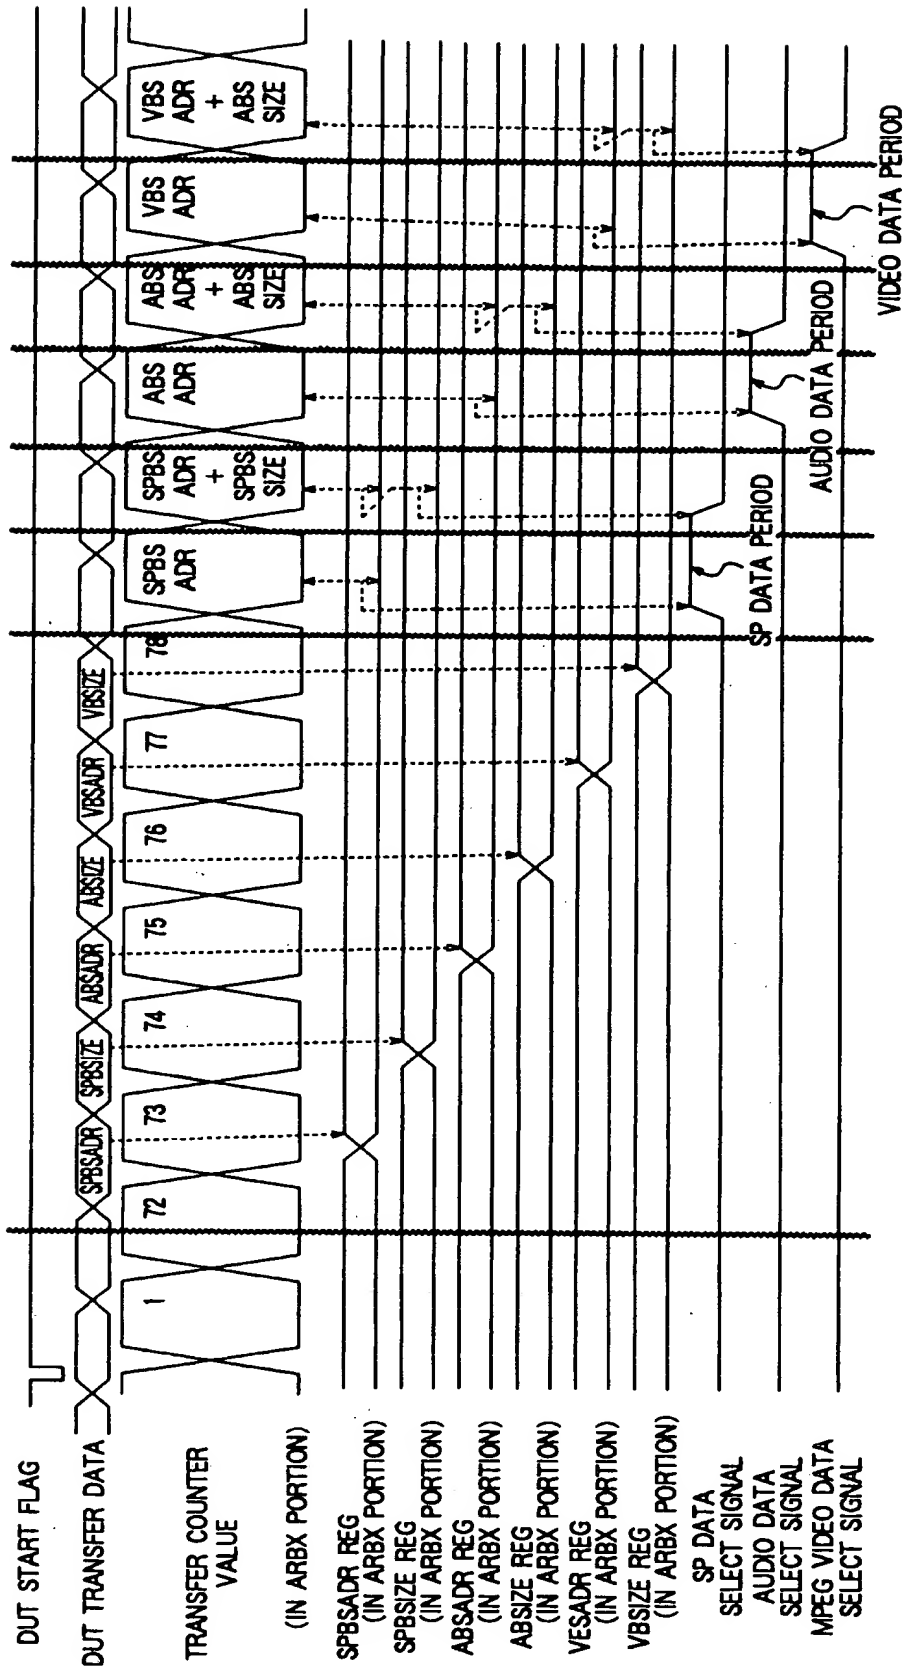 DUT START FLAG
DUT TRANSFER DATA
SPBSADR
SPBSIZE
ABSADR
ABSIZE
VBSADR
VBSIZE
TRANSFER COUNTER
VALUE
(IN ARBX PORTION)
1
72
73
74
75
76
77
78
SPBS
ADR
SPBS
ADR
+
SPBS
SIZE
ABS
ADR
ABS
ADR
+
ABS
SIZE
VBS
ADR
VBS
ADR
+
ABS
SIZE
SPBSADR REG
(IN ARBX PORTION)
SPBSIZE REG
(IN ARBX PORTION)
ABSADR REG
(IN ARBX PORTION)
ABSIZE REG
(IN ARBX PORTION)
VESADR REG
(IN ARBX PORTION)
VBSIZE REG
(IN ARBX PORTION)
SP DATA
SELECT SIGNAL
SP DATA PERIOD
AUDIO DATA
SELECT SIGNAL
AUDIO DATA PERIOD
MPEG VIDEO DATA
SELECT SIGNAL
VIDEO DATA PERIOD